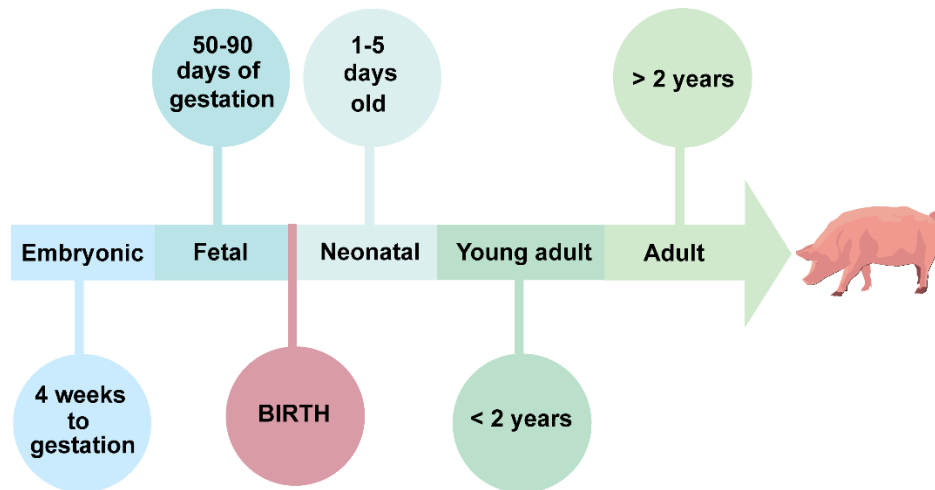 50-90
days of
gestation
1-5
days
old
> 2 years
Embryonic
Fetal
Neonatal
Young adult
Adult
4 weeks
to
gestation
BIRTH
< 2 years